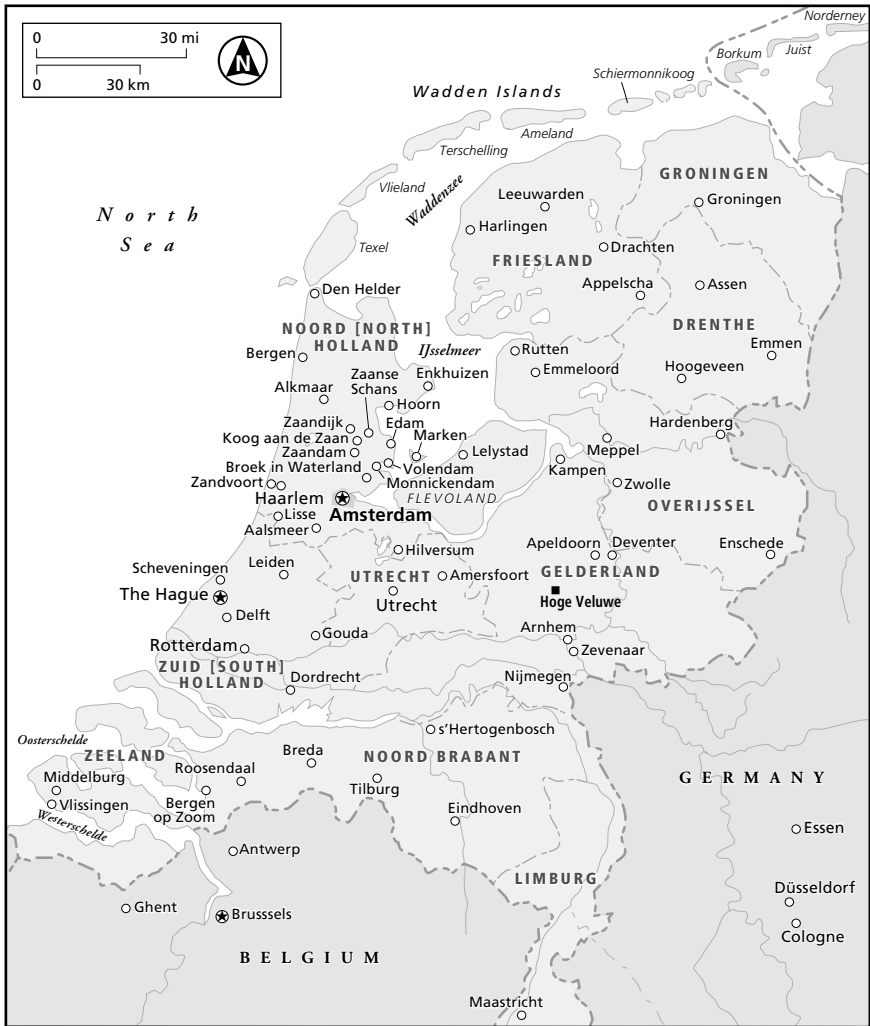 0 30 mi
0 30 km
N
Norderney
Juist
Borkum
Schiermonnikoog
Wadden Islands
Ameland
Terschelling
Vlieland
Waddenzee
Texel
North
Sea
GRONINGEN
Groningen
Leeuwarden
Harlingen
Drachten
FRIESLAND
Appelscha
Assen
DRENTHE
Emmen
Hoogeveen
Den Helder
NOORD [NORTH]
HOLLAND
Bergen
IJsselmeer
Rutten
Emmeloord
Enkhuizen
Zaanse
Schans
Alkmaar
Hoorn
Hardenberg
Zaandijk
Edam
Koog aan de Zaan
Marken
Zaandam
Lelystad
Meppel
Broek in Waterland
Volendam
Kampen
Zandvoort
Monnickendam
Zwolle
Haarlem
FLEVOLAND
OVERIJSSEL
Lisse
Amsterdam
Aalsmeer
Hilversum
Apeldoorn
Deventer
Enschede
Scheveningen
Leiden
UTRECHT
Amersfoort
GELDERLAND
The Hague
Utrecht
Hoge Veluwe
Delft
Gouda
Arnhem
Rotterdam
Zevenaar
ZUID [SOUTH]
HOLLAND
Dordrecht
Nijmegen
s'Hertogenbosch
Oosterschelde
ZEELAND
Breda
NOORD BRABANT
Roosendaal
Middelburg
Tilburg
GERMANY
Vlissingen
Bergen
op Zoom
Westerschelde
Eindhoven
Essen
Antwerp
LIMBURG
Düsseldorf
Ghent
Brusssels
Cologne
BELGIUM
Maastricht